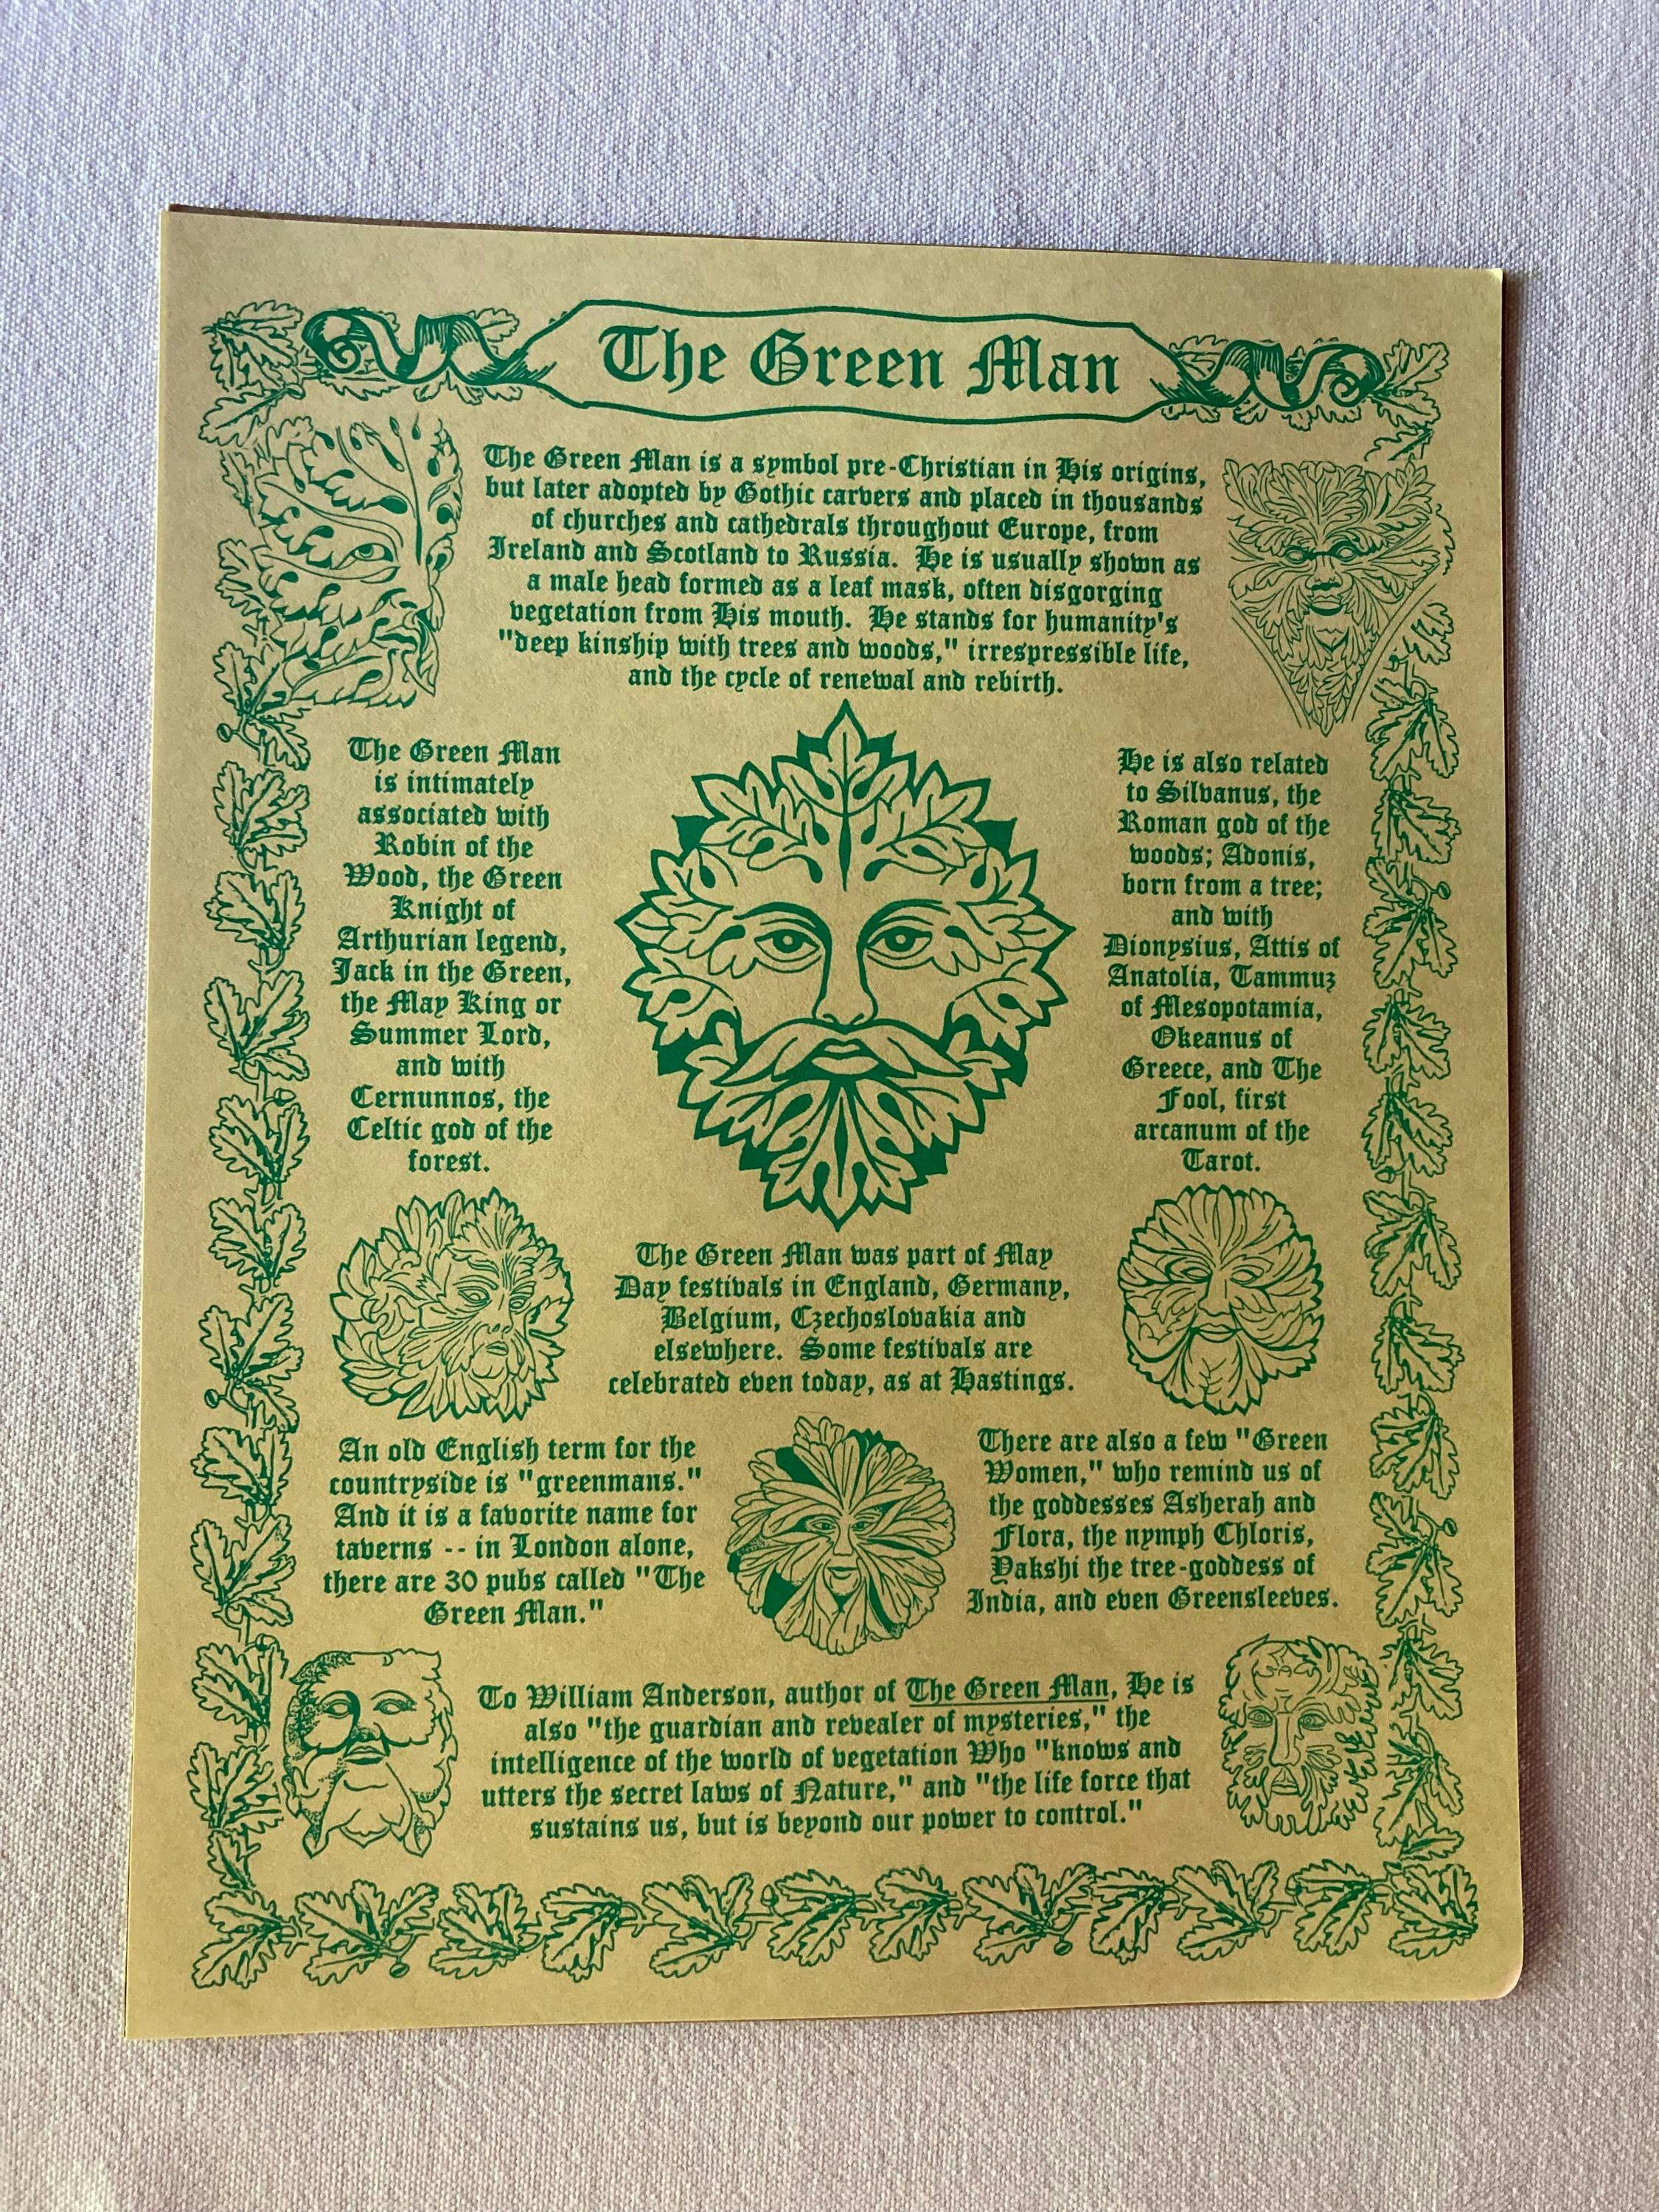 The Green Man
The Green Man is a symbol pre-Christian in His origins,
but later adopted by Gothic carvers and placed in thousands
of churches and cathedrals throughout Europe, from
Ireland and Scotland to Russia. He is usually shown as
a male head formed as a leaf mask, often disgorging
vegetation from His mouth. He stands for humanity's
"deep kinship with trees and woods," irrespressible life,
and the cycle of renewal and rebirth.
The Green Man
is intimately
associated with
Robin of the
Wood, the Green
Knight of
Arthurian legend,
Jack in the Green,
the May King or
Summer Lord,
and with
Cernunnos, the
Celtic god of the
forest.
He is also related
to Silvanus, the
Roman god of the
woods; Adonis,
born from a tree;
and with
Dionysius, Attis of
Anatolia, Tammuz
of Mesopotamia,
Okeanus of
Greece, and The
Fool, first
arcanum of the
Tarot.
The Green Man was part of May
Day festivals in England, Germany,
Belgium, Czechoslovakia and
elsewhere. Some festivals are
celebrated even today, as at Hastings.
An old English term for the
countryside is "greenmans."
And it is a favorite name for
taverns -- in London alone,
there are 30 pubs called "The
Green Man."
There are also a few "Green
Women," who remind us of
the goddesses Asherah and
Flora, the nymph Chloris,
Yakshi the tree-goddess of
India, and even Greensleeves.
To William Anderson, author of The Green Man, He is
also "the guardian and revealer of mysteries," the
intelligence of the world of vegetation Who "knows and
utters the secret laws of Nature," and "the life force that
sustains us, but is beyond our power to control."